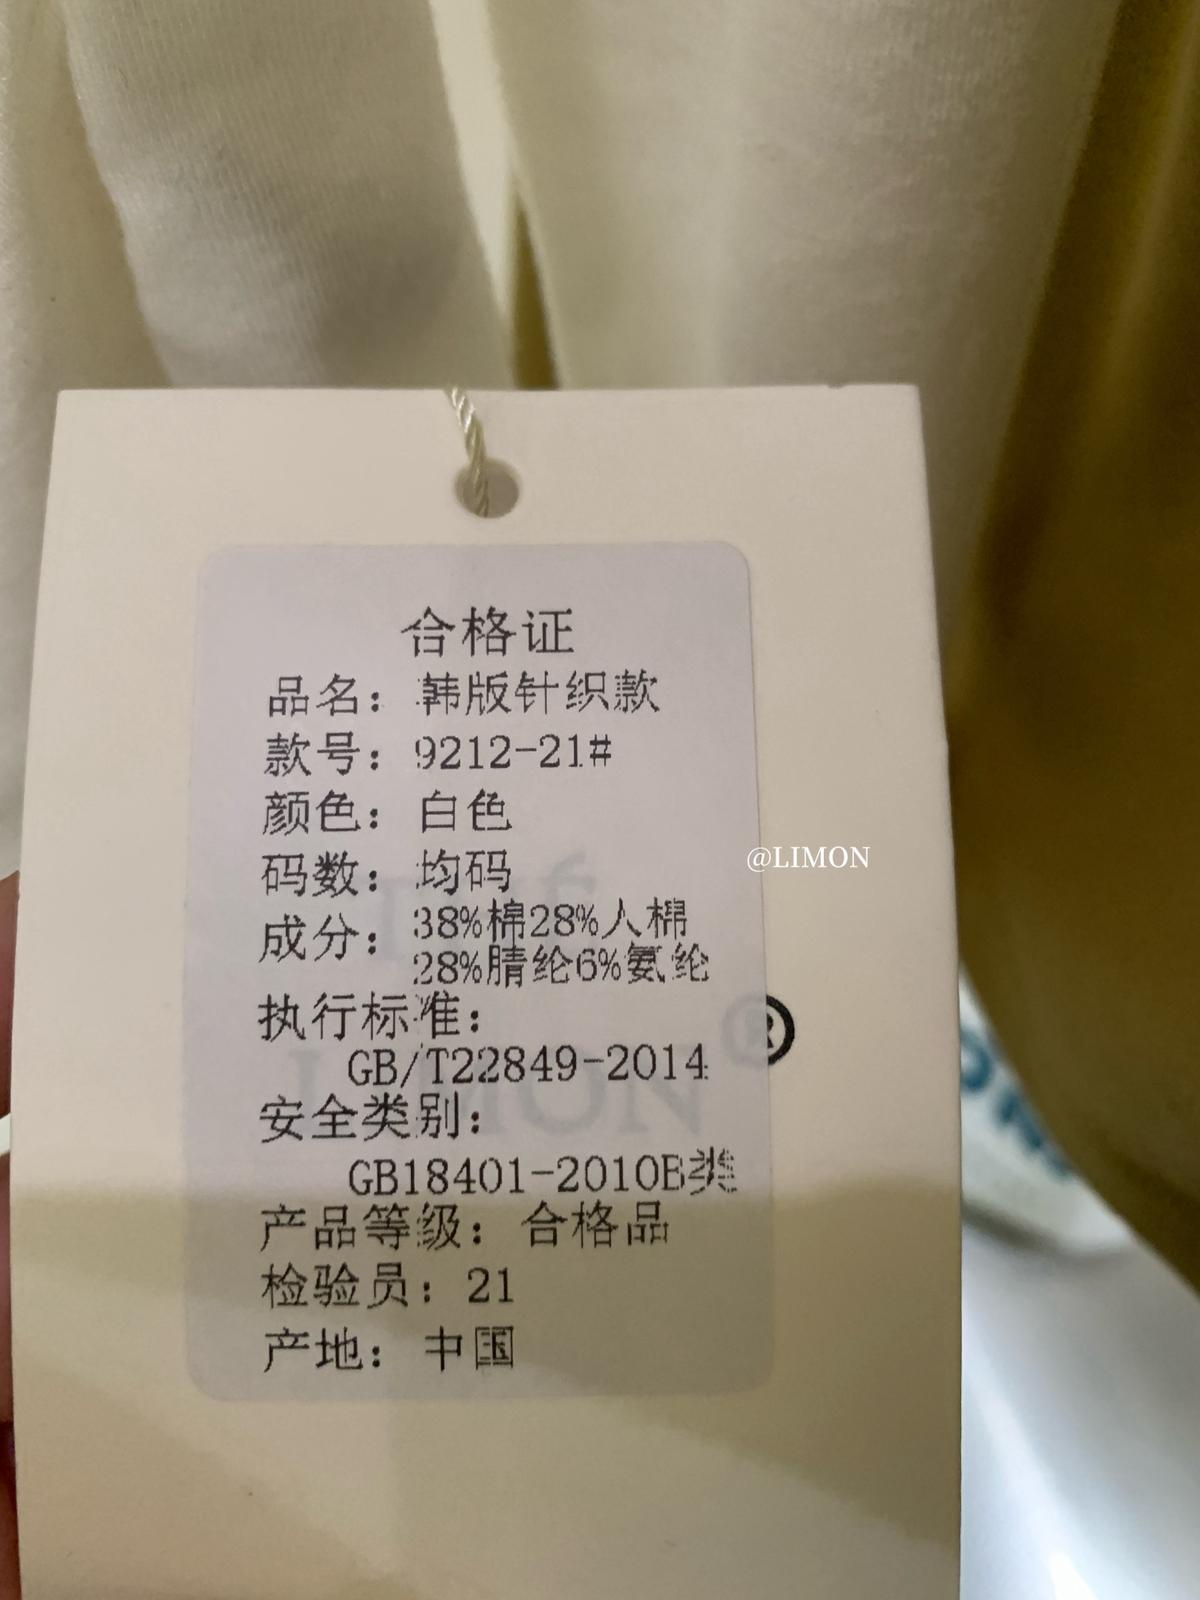 合格证
品名：韩版针织款
款号：9212-21#
颜色：白色
码数：均码
成分：38%棉28%人棉
28%腈纶6%氨纶
执行标准：
GB/T22849-2014
安全类别：
GB18401-2010B类
产品等级：合格品
检验员：21
产地：中国
@LIMON
®